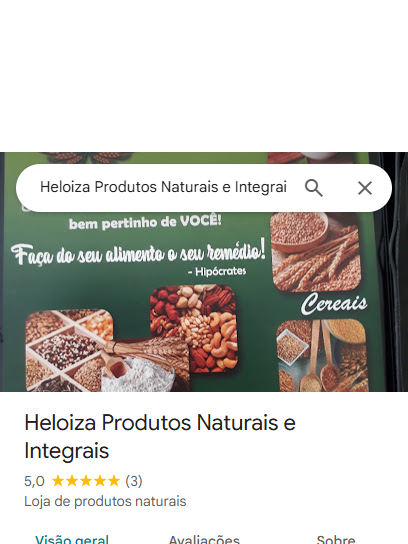 Heloiza Produtos Naturais e Integrai
bem pertinho de VOCÊ!
Faça do seu alimento o seu remédio!
- Hipócrates
Cereais
Heloiza Produtos Naturais e
Integrais
5,0 (3)
Loja de produtos naturais
Visão geral Avaliações Sobre